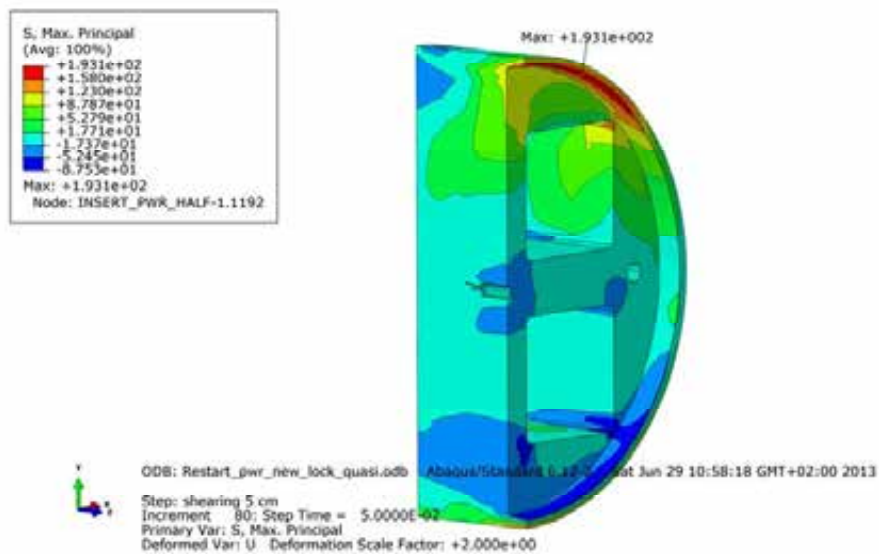 S, Max. Principal
(Avg: 100%)
+1.931e+02
+1.580e+02
+1.230e+02
+8.787e+01
+5.279e+01
+1.771e+01
-1.737e+01
-5.245e+01
-8.753e+01
Max: +1.931e+02
Node: INSERT_PWR_HALF-1.1192
Max: +1.931e+002
Y
ODB: Restart_pwr_new_lock_quasi.odb Abaqus/Standard Sat Jun 29 10:58:18 GMT+02:00 2013
Step: shearing 5 cm
Increment 80: Step Time = 5.0000E-02
Primary Var: S, Max. Principal
Deformed Var: U Deformation Scale Factor: +2.000e+00